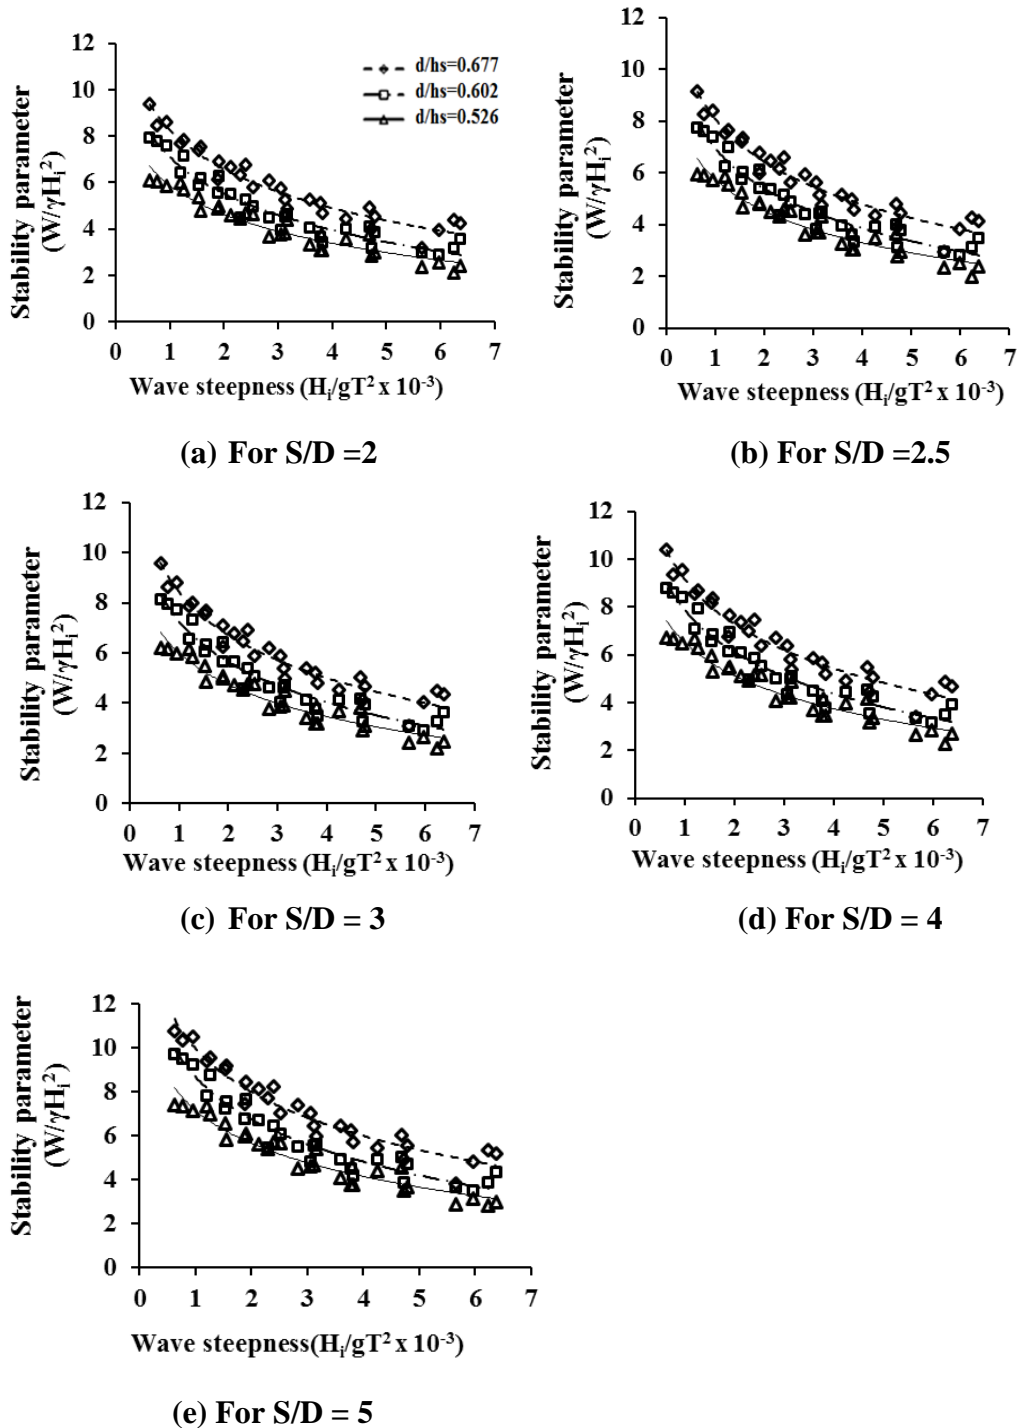 12
10
8
6
4
2
0
0 1 2 3 4 5 6 7
Stability parameter
(W/γHᵢ²)
d/hs=0.677
d/hs=0.602
d/hs=0.526
Wave steepness (Hᵢ/gT² x 10⁻³)
(a) For S/D =2
12
10
8
6
4
2
0
0 1 2 3 4 5 6 7
Stability parameter
(W/γHᵢ²)
Wave steepness (Hᵢ/gT² x 10⁻³)
(b) For S/D =2.5
12
10
8
6
4
2
0
0 1 2 3 4 5 6 7
Stability parameter
(W/γHᵢ²)
Wave steepness (Hᵢ/gT² x 10⁻³)
(c) For S/D = 3
12
10
8
6
4
2
0
0 1 2 3 4 5 6 7
Stability parameter
(W/γHᵢ²)
Wave steepness (Hᵢ/gT² x 10⁻³)
(d) For S/D = 4
12
10
8
6
4
2
0
0 1 2 3 4 5 6 7
Stability parameter
(W/γHᵢ²)
Wave steepness(Hᵢ/gT² x 10⁻³)
(e) For S/D = 5